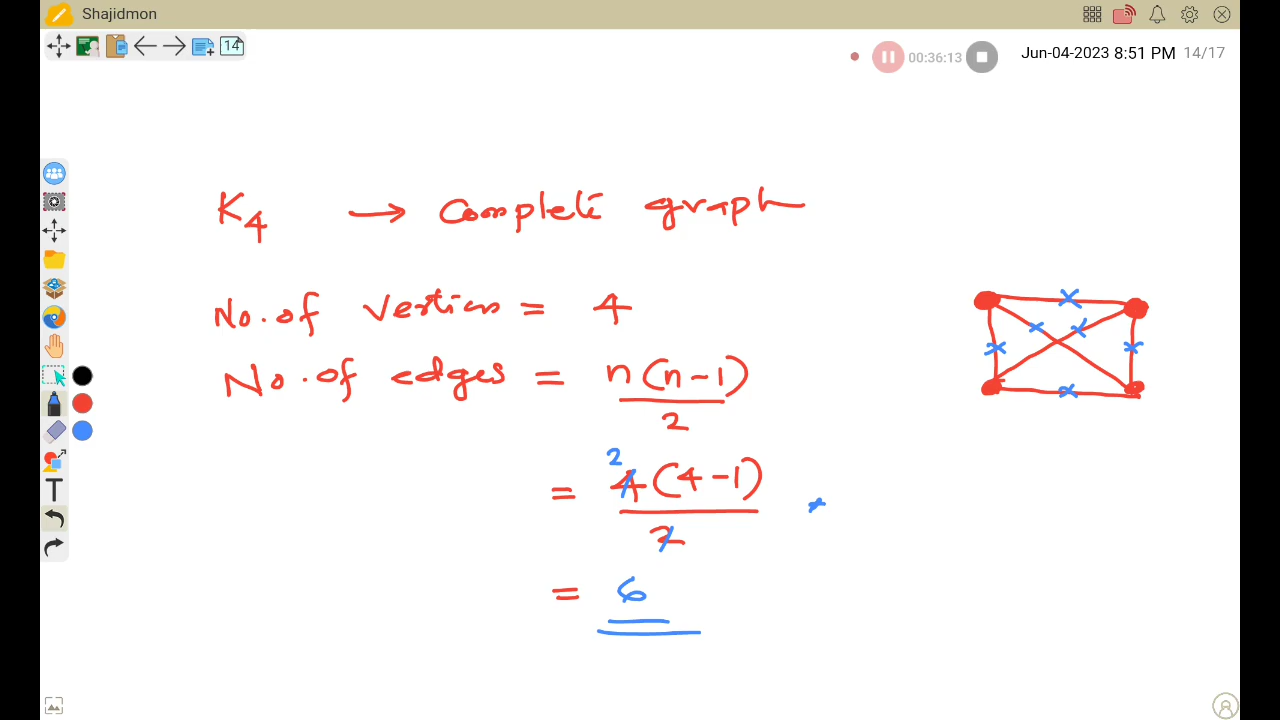 Shajidmon
14
00:36:13
Jun-04-2023 8:51 PM 14/17
K4 → Complete graph
No. of Vertices = 4
No. of edges = n(n-1)
2
2
= 4(4-1)
2
= 6
T